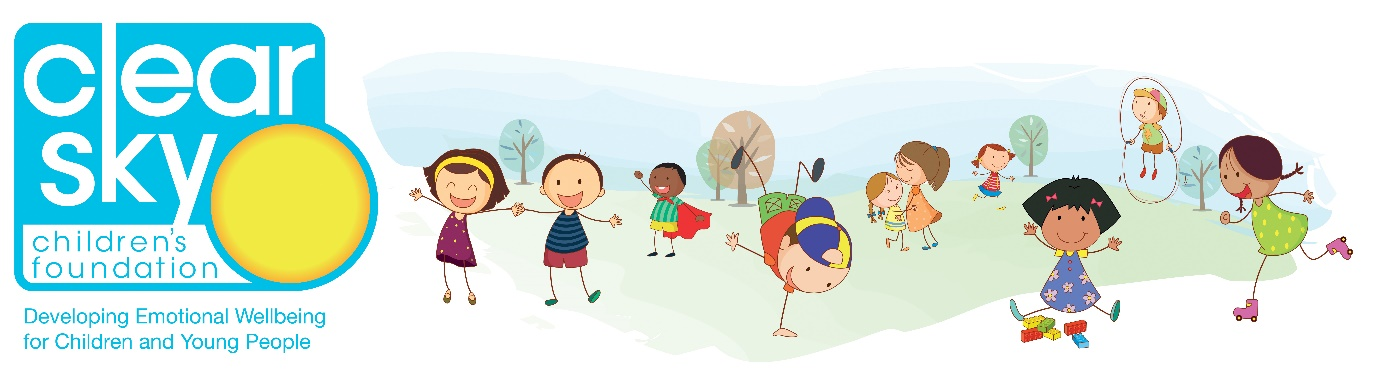 clear
sky
children's
foundation
Developing Emotional Wellbeing
for Children and Young People